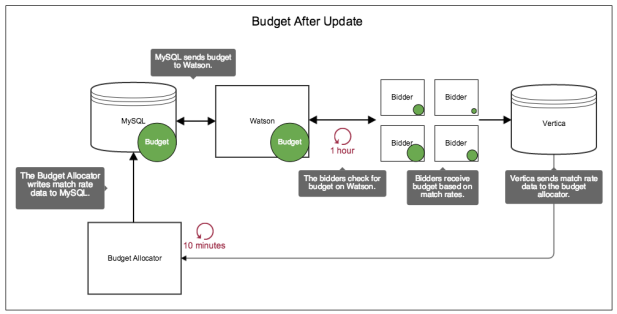 Budget After Update
MySQL sends budget
to Watson.
MySQL
Budget
Watson
Budget
1 hour
Bidder
Bidder
Bidder
Bidder
Vertica
The Budget Allocator
writes match rate
data to MySQL.
The bidders check for
budget on Watson.
Bidders receive
budget based on
match rates.
Vertica sends match rate
data to the budget
allocator.
10 minutes
Budget Allocator